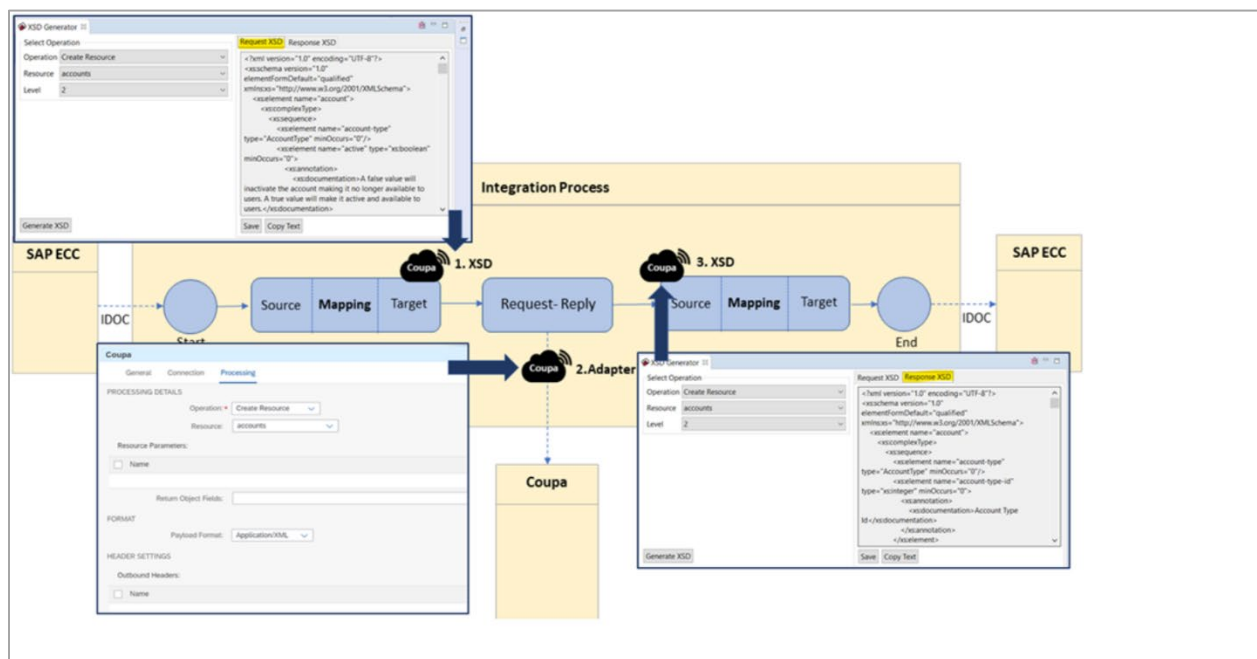 XSD Generator
Select Operation
Operation Create Resource
Resource accounts
Level 2
Generate XSD
Request XSD Response XSD
<?xml version="1.0" encoding="UTF-8"?>
<xs:schema version="1.0"
elementFormDefault="qualified"
xmlns:xs="http://www.w3.org/2001/XMLSchema">
<xs:element name="account">
<xs:complexType>
<xs:sequence>
<xs:element name="account-type"
type="AccountType" minOccurs="0"/>
<xs:element name="active" type="xs:boolean"
minOccurs="0">
<xs:annotation>
<xs:documentation>A false value will
inactivate the account making it no longer available to
users. A true value will make it active and available to
users.</xs:documentation>
Save Copy Text
Integration Process
SAP ECC
IDOC
Start
Source Mapping Target
Coupa
1. XSD
Request- Reply
Coupa
3. XSD
Source Mapping Target
End
IDOC
SAP ECC
Coupa
2.Adapter
Coupa
Coupa
General Connection Processing
PROCESSING DETAILS
Operation: * Create Resource
Resource: accounts
Resource Parameters:
Name
Return Object Fields:
FORMAT
Payload Format: Application/XML
HEADER SETTINGS
Outbound Headers:
Name
XSD Generator
Select Operation
Operation Create Resource
Resource accounts
Level 2
Generate XSD
Request XSD Response XSD
<?xml version="1.0" encoding="UTF-8"?>
<xs:schema version="1.0"
elementFormDefault="qualified"
xmlns:xs="http://www.w3.org/2001/XMLSchema">
<xs:element name="account">
<xs:complexType>
<xs:sequence>
<xs:element name="account-type"
type="AccountType" minOccurs="0"/>
<xs:element name="account-type-id"
type="xs:integer" minOccurs="0">
<xs:annotation>
<xs:documentation>Account Type
Id</xs:documentation>
</xs:annotation>
</xs:element>
Save Copy Text